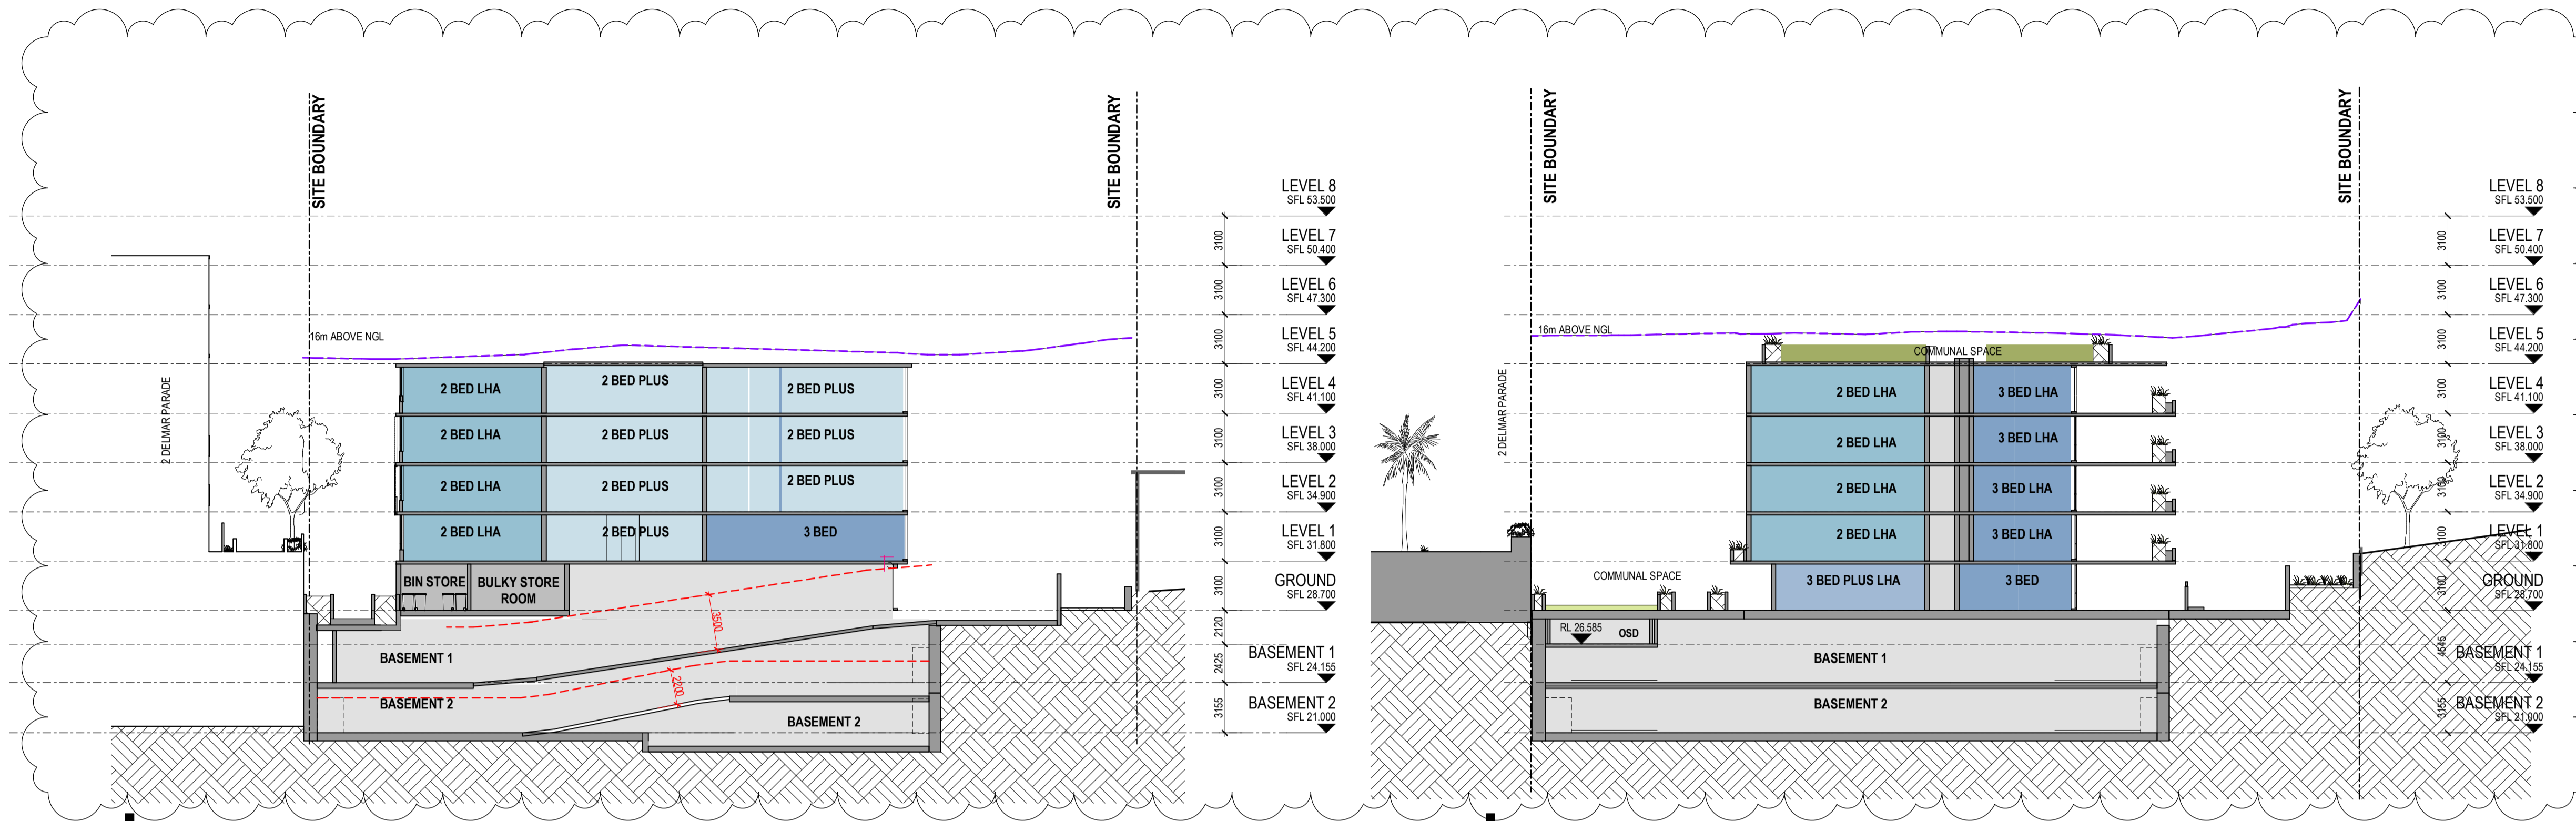 SITE BOUNDARY
SITE BOUNDARY
LEVEL 8
SFL 53.500
3100
LEVEL 7
SFL 50.400
3100
LEVEL 6
SFL 47.300
3100
LEVEL 5
SFL 44.200
3100
LEVEL 4
SFL 41.100
3100
LEVEL 3
SFL 38.000
3100
LEVEL 2
SFL 34.900
3100
LEVEL 1
SFL 31.800
3100
GROUND
SFL 28.700
2120
2425
BASEMENT 1
SFL 24.155
3155
BASEMENT 2
SFL 21.000
16m ABOVE NGL
2 DELMAR PARADE
2 BED LHA
2 BED PLUS
2 BED PLUS
2 BED LHA
2 BED PLUS
2 BED PLUS
2 BED LHA
2 BED PLUS
2 BED PLUS
2 BED LHA
2 BED PLUS
3 BED
BIN STORE
BULKY STORE
ROOM
3500
BASEMENT 1
2200
BASEMENT 2
BASEMENT 2
SITE BOUNDARY
SITE BOUNDARY
LEVEL 8
SFL 53.500
3100
LEVEL 7
SFL 50.400
3100
LEVEL 6
SFL 47.300
3100
LEVEL 5
SFL 44.200
3100
LEVEL 4
SFL 41.100
3100
LEVEL 3
SFL 38.000
3100
LEVEL 2
SFL 34.900
3100
LEVEL 1
SFL 31.800
3100
GROUND
SFL 28.700
4545
BASEMENT 1
SFL 24.155
3155
BASEMENT 2
SFL 21.000
16m ABOVE NGL
2 DELMAR PARADE
COMMUNAL SPACE
2 BED LHA
3 BED LHA
2 BED LHA
3 BED LHA
2 BED LHA
3 BED LHA
2 BED LHA
3 BED LHA
COMMUNAL SPACE
3 BED PLUS LHA
3 BED
RL 26.585
OSD
BASEMENT 1
BASEMENT 2